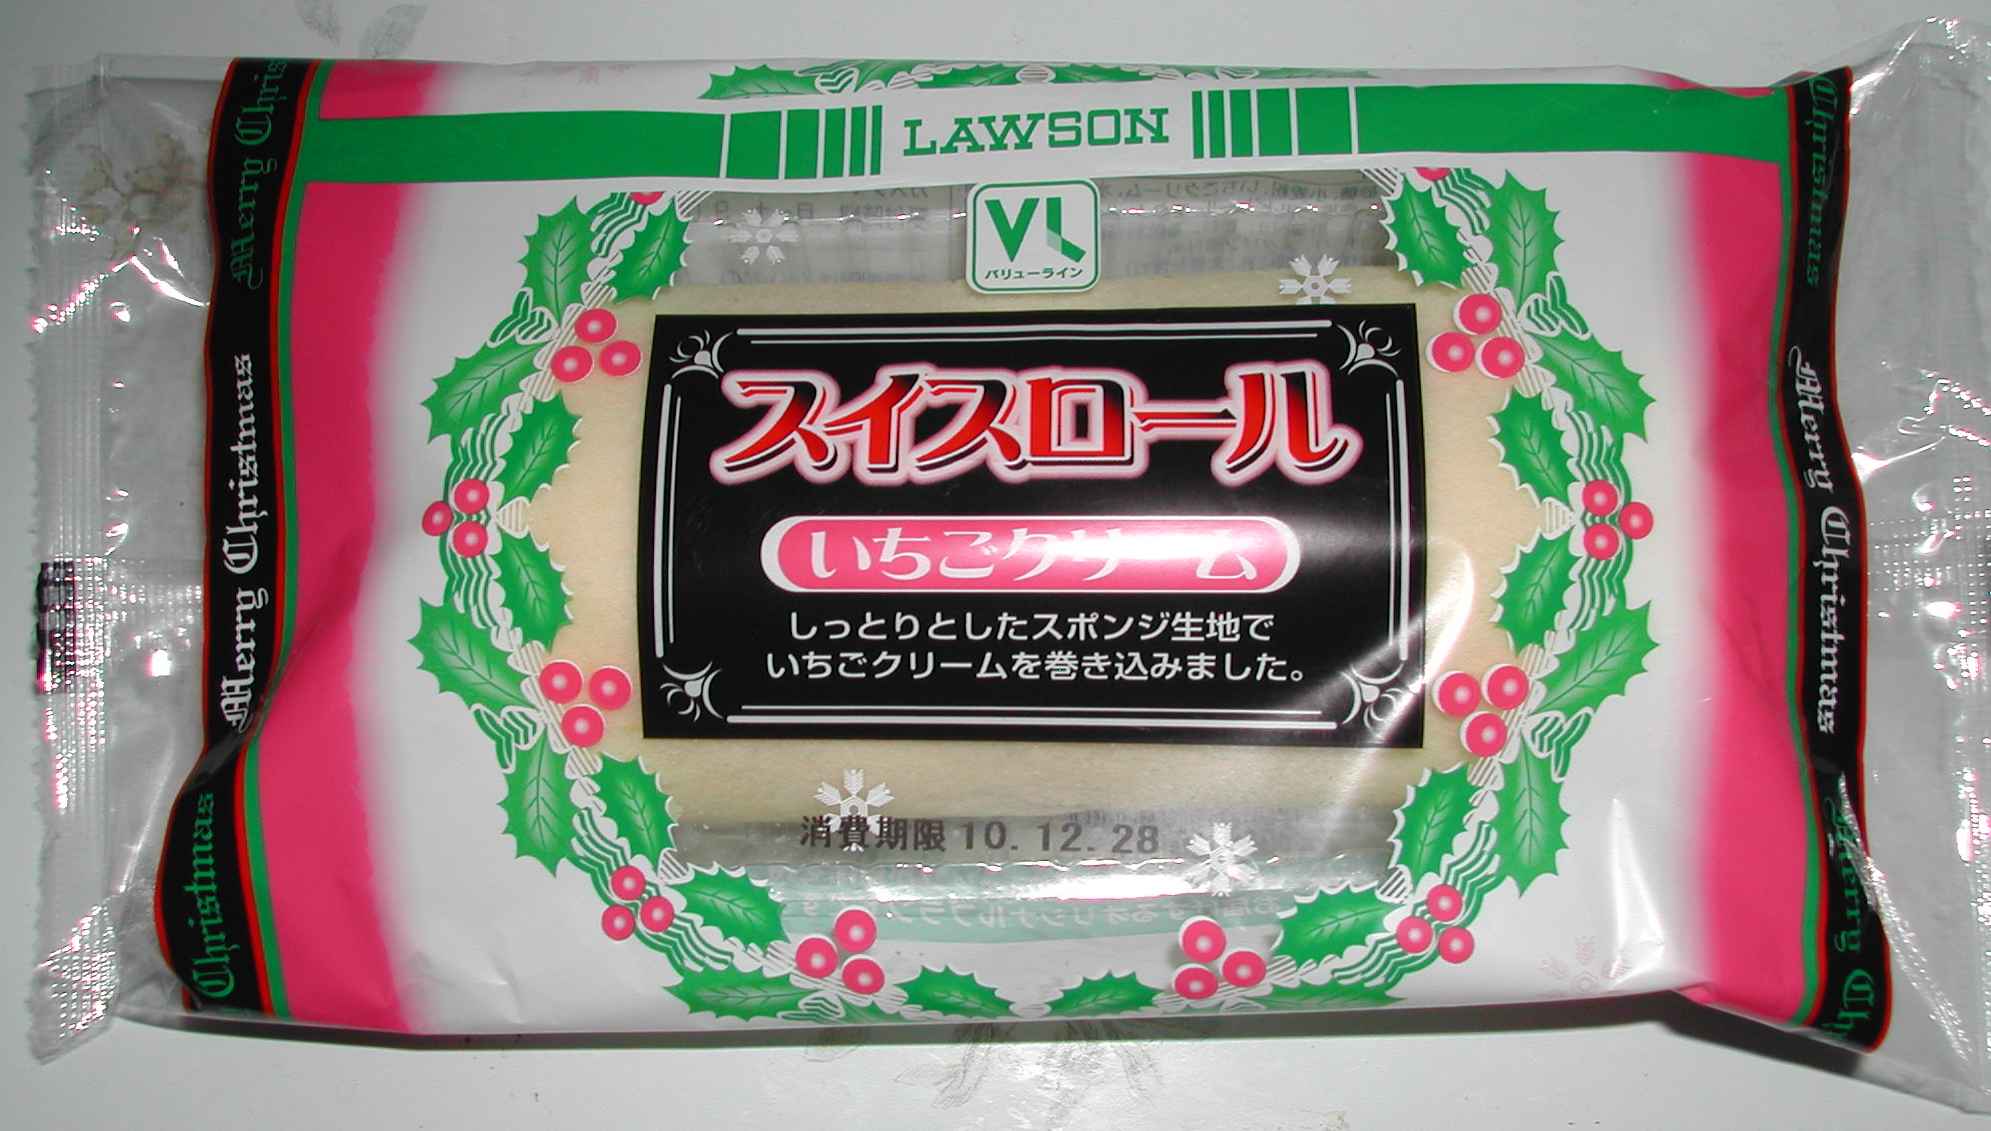 LAWSON
VL
バリューライン
スイスロール
いちごクリーム
しっとりとしたスポンジ生地で
いちごクリームを巻き込みました。
消費期限 10. 12. 28
Merry Christmas
Merry Christmas
Christmas
Christmas
Merry Christmas
Merry